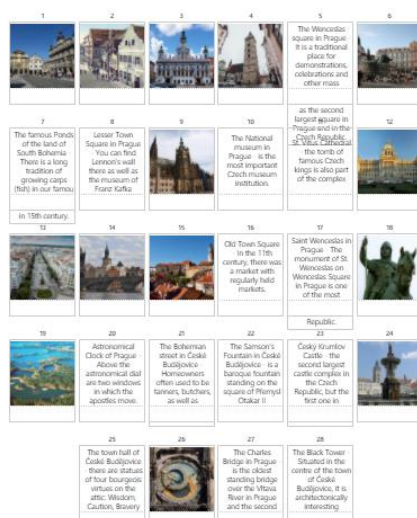 1
2
3
4
5
6
The Wenceslas
square in Prague
It is a traditional
place for
demonstrations,
celebrations and
other mass
7
8
9
10
11
12
The famous Ponds
of the land of
South Bohemia
There is a long
tradition of
growing carps
(fish) in our famou
in 15th century.
Lesser Town
Square in Prague
You can find
Lennon's wall
there as well as
the museum of
Franz Kafka
The National
museum in
Prague - is the
most important
Czech museum
institution.
as the second
largest square in
Prague and in the
Czech Republic.
St. Vitus Cathedral
the tomb of
famous Czech
kings is also part
of the complex
13
14
15
16
17
18
Old Town Square
In the 11th
century, there was
a market with
regularly held
markets.
Saint Wenceslas in
Prague - The
monument of St.
Wenceslas on
Wenceslas Square
in Prague is one
of the most
Republic.
19
20
21
22
23
24
Astronomical
Clock of Prague -
Above the
astronomical dial
are two windows
in which the
apostles move.
The Bohemian
street in České
Budějovice
Homeowners
often used to be
tanners, butchers,
as well as
The Samson's
Fountain in České
Budějovice - is a
baroque fountain
standing on the
square of Přemysl
Otakar II
Český Krumlov
Castle - the
second largest
castle complex in
the Czech
Republic, but the
first one in
25
26
27
28
The town hall of
České Budějovice
there are statues
of four bourgeois
virtues on the
attic. Wisdom,
Caution, Bravery
The Charles
Bridge in Prague
is the oldest
standing bridge
over the Vltava
River in Prague
and the second
The Black Tower -
Situated in the
centre of the town
of České
Budějovice, it is
architectonically
interesting